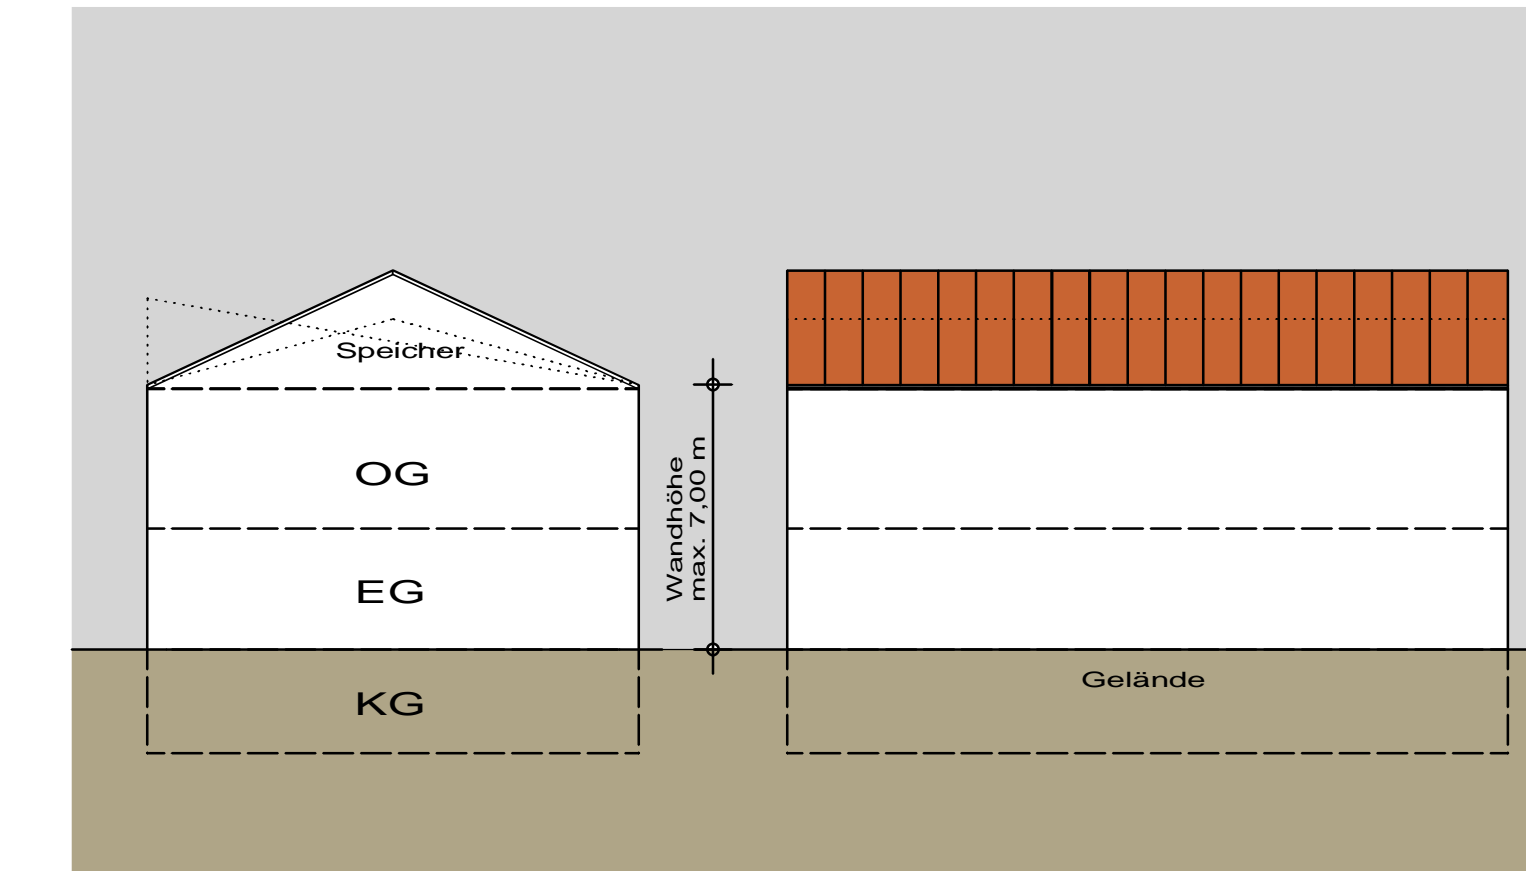 Speicher
OG
EG
KG
Wandhöhe
max. 7,00 m
Gelände